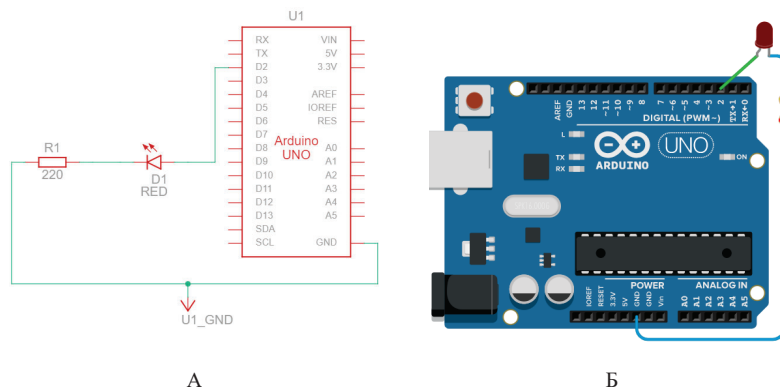 U1
RX
TX
D2
D3
D4
D5
D6
D7
D8
D9
D10
D11
D12
D13
SDA
SCL
VIN
5V
3.3V
AREF
IOREF
RES
A0
A1
A2
A3
A4
A5
GND
Arduino
UNO
R1
220
D1
RED
U1_GND
А
AREF
GND
13
12
~11
~10
~9
8
7
~6
~5
4
~3
2
TX→1
RX←0
DIGITAL (PWM~)
L
TX
RX
ARDUINO
UNO
ON
IOREF
RESET
3.3V
5V
GND
GND
Vin
POWER
ANALOG IN
A0
A1
A2
A3
A4
A5
Б